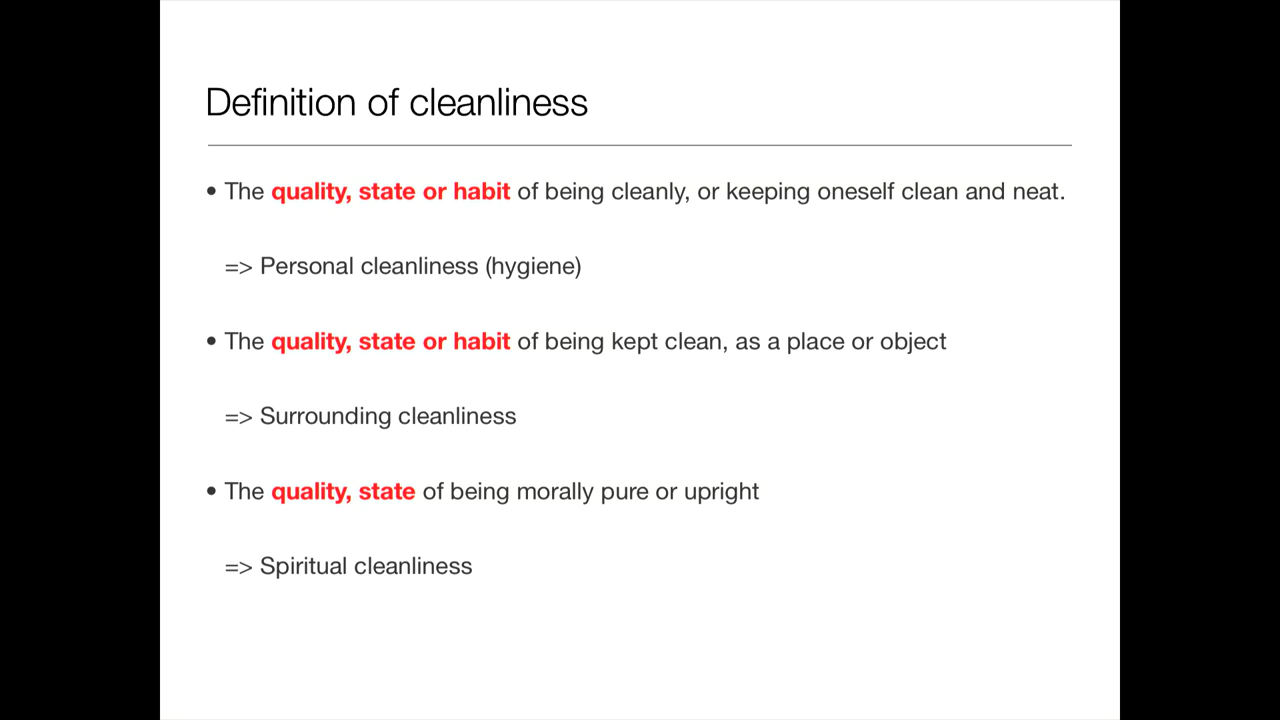 Definition of cleanliness
• The quality, state or habit of being cleanly, or keeping oneself clean and neat.
=> Personal cleanliness (hygiene)
• The quality, state or habit of being kept clean, as a place or object
=> Surrounding cleanliness
• The quality, state of being morally pure or upright
=> Spiritual cleanliness